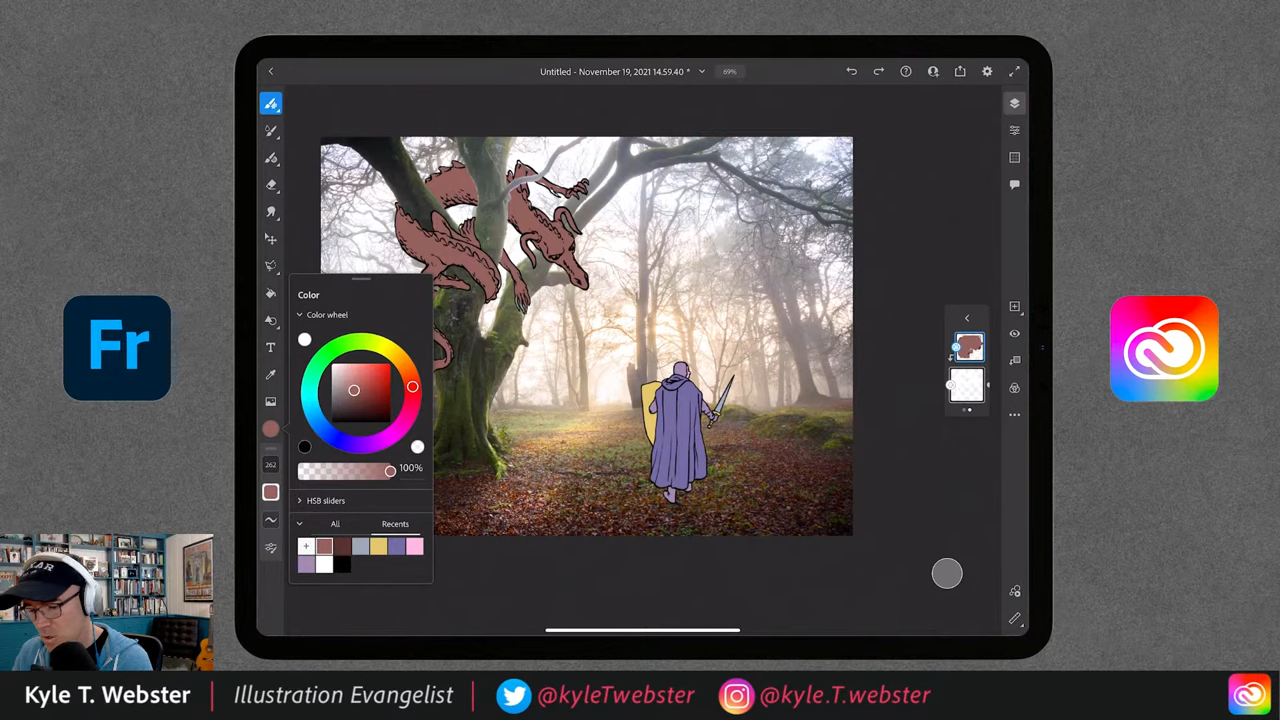 Untitled - November 19, 2021 14.59.40 *
69%
Color
Color wheel
100%
HSB sliders
All
Recents
262
T
+
Fr
Kyle T. Webster | Illustration Evangelist | @kyleTwebster @kyle.T.webster